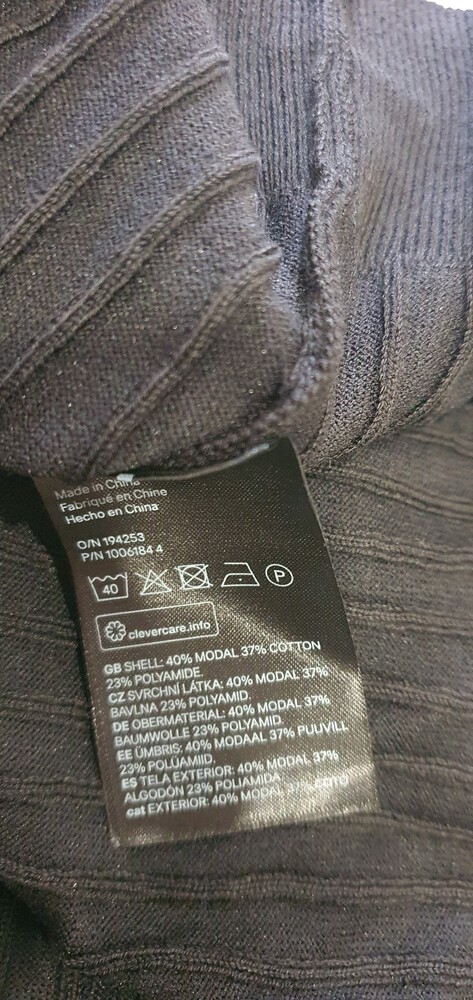 Made in China
Fabriqué en Chine
Hecho en China
O/N 194253
P/N 1006184 4
40 P
clevercare.info
GB SHELL: 40% MODAL 37% COTTON
23% POLYAMIDE.
CZ SVRCHNÍ LÁTKA: 40% MODAL 37%
BAVLNA 23% POLYAMID.
DE OBERMATERIAL: 40% MODAL 37%
BAUMWOLLE 23% POLYAMID.
EE ÜMBRIS: 40% MODAAL 37% PUUVILL
23% POLÜAMIID.
ES TELA EXTERIOR: 40% MODAL 37%
ALGODÓN 23% POLIAMIDA.
cat EXTERIOR: 40% MODAL 37% COTÓ